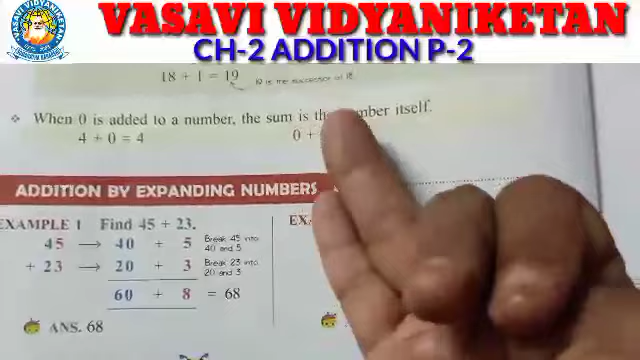 VASAVI VIDYANIKETAN
CH-2 ADDITION P-2
18 + 1 = 19
19 is the successor of 18.
When 0 is added to a number, the sum is the number itself.
4 + 0 = 4
0 +
ADDITION BY EXPANDING NUMBERS
EXAMPLE 1 Find 45 + 23.
45 → 40 + 5 Break 45 into 40 and 5
+ 23 → 20 + 3 Break 23 into 20 and 3
60 + 8 = 68
ANS. 68